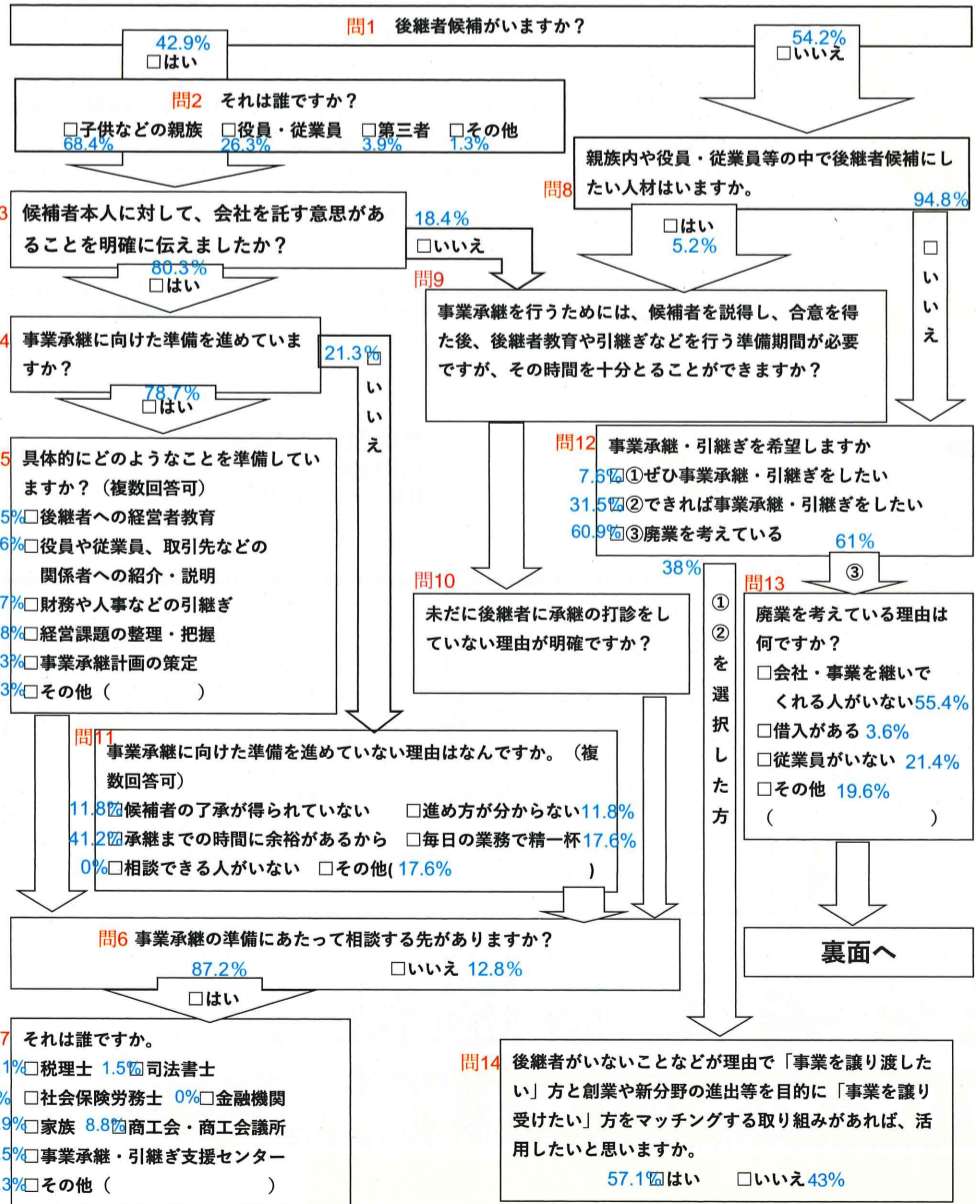 問1 後継者候補がいますか？
42.9%
□はい
54.2%
□いいえ
問2 それは誰ですか？
□子供などの親族 □役員・従業員 □第三者 □その他
68.4% 26.3% 3.9% 1.3%
3 候補者本人に対して、会社を託す意思があ
ることを明確に伝えましたか？
18.4%
□いいえ
80.3%
□はい
問8 親族内や役員・従業員等の中で後継者候補にし
たい人材はいますか。
94.8%
□はい
5.2%
□いいえ
4 事業承継に向けた準備を進めていま
すか？
21.3%
□いいえ
78.7%
□はい
問9
事業承継を行うためには、候補者を説得し、合意を得
た後、後継者教育や引継ぎなどを行う準備期間が必要
ですが、その時間を十分とることができますか？
5 具体的にどのようなことを準備してい
ますか？（複数回答可）
5%□後継者への経営者教育
6%□役員や従業員、取引先などの
関係者への紹介・説明
7%□財務や人事などの引継ぎ
8%□経営課題の整理・把握
3%□事業承継計画の策定
3%□その他（ ）
問12 事業承継・引継ぎを希望しますか
7.6%□①ぜひ事業承継・引継ぎをしたい
31.5%□②できれば事業承継・引継ぎをしたい
60.9%□③廃業を考えている
38%
①②を選択した方
61%
③
問10
未だに後継者に承継の打診をし
ていない理由が明確ですか？
問13
廃業を考えている理由は
何ですか？
□会社・事業を継いで
くれる人がいない55.4%
□借入がある 3.6%
□従業員がいない 21.4%
□その他 19.6%
（ ）
問11
事業承継に向けた準備を進めていない理由はなんですか。（複
数回答可）
11.8%□候補者の了承が得られていない □進め方が分からない11.8%
41.2%□承継までの時間に余裕があるから □毎日の業務で精一杯17.6%
0%□相談できる人がいない □その他( 17.6% )
問6 事業承継の準備にあたって相談する先がありますか？
87.2% □いいえ 12.8%
□はい
裏面へ
7 それは誰ですか。
1%□税理士 1.5%□司法書士
%□社会保険労務士 0%□金融機関
9%□家族 8.8%□商工会・商工会議所
5%□事業承継・引継ぎ支援センター
3%□その他（ ）
問14 後継者がいないことなどが理由で「事業を譲り渡した
い」方と創業や新分野の進出等を目的に「事業を譲り
受けたい」方をマッチングする取り組みがあれば、活
用したいと思いますか。
57.1%□はい □いいえ43%